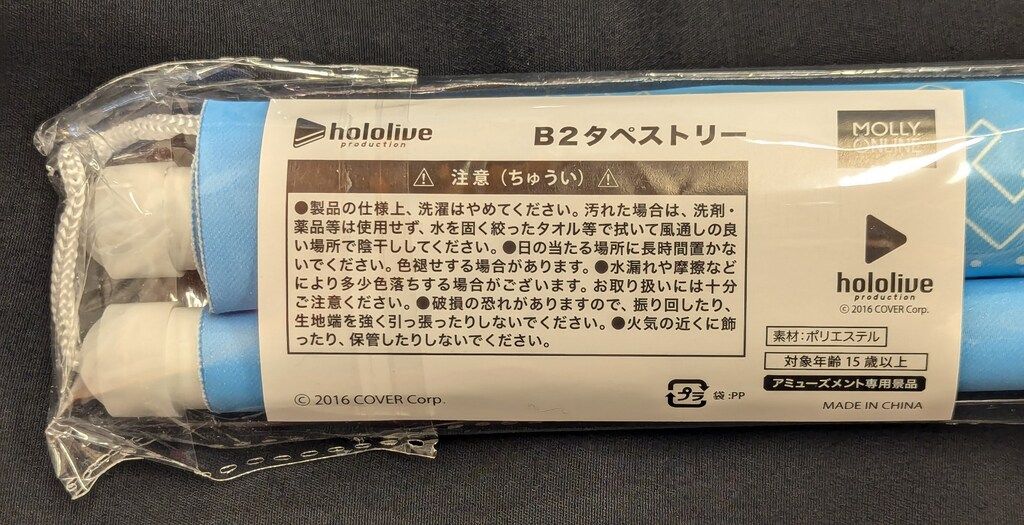 hololive
production
B2タペストリー
MOLLY
ONLINE
⚠ 注意（ちゅうい） ⚠
●製品の仕様上、洗濯はやめてください。汚れた場合は、洗剤・
薬品等は使用せず、水を固く絞ったタオル等で拭いて風通しの良
い場所で陰干ししてください。●日の当たる場所に長時間置かな
いでください。色褪せする場合があります。●水漏れや摩擦など
により多少色落ちする場合がございます。お取り扱いには十分
ご注意ください。●破損の恐れがありますので、振り回したり、
生地端を強く引っ張ったりしないでください。●火気の近くに飾
ったり、保管したりしないでください。
© 2016 COVER Corp.
hololive
production
© 2016 COVER Corp.
素材:ポリエステル
対象年齢15歳以上
アミューズメント専用景品
プラ 袋:PP
MADE IN CHINA